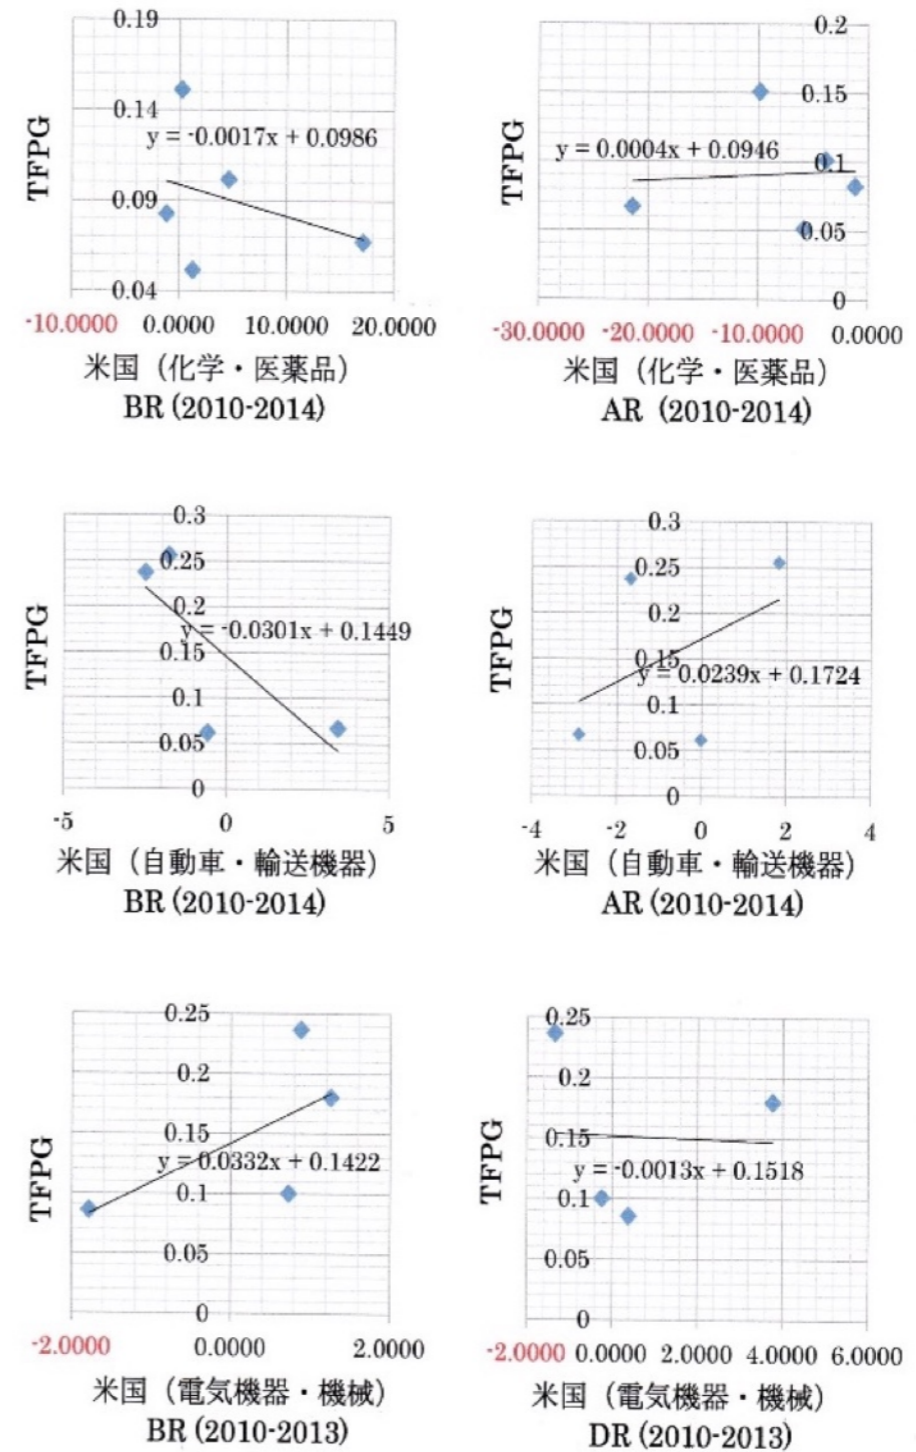 0.19
0.14
y = -0.0017x + 0.0986
TFPG
0.09
0.04
-10.0000 0.0000 10.0000 20.0000
米国（化学・医薬品）
BR (2010-2014)
0.2
0.15
y = 0.0004x + 0.0946
0.1
TFPG
0.05
0
-30.0000 -20.0000 -10.0000 0.0000
米国（化学・医薬品）
AR (2010-2014)
0.3
0.25
0.2
y = -0.0301x + 0.1449
TFPG
0.15
0.1
0.05
0
-5 0 5
米国（自動車・輸送機器）
BR (2010-2014)
0.3
0.25
0.2
TFPG
0.15
y = 0.0239x + 0.1724
0.1
0.05
0
-4 -2 0 2 4
米国（自動車・輸送機器）
AR (2010-2014)
0.25
0.2
0.15
y = 0.0332x + 0.1422
TFPG
0.1
0.05
0
-2.0000 0.0000 2.0000
米国（電気機器・機械）
BR (2010-2013)
0.25
0.2
0.15
y = -0.0013x + 0.1518
TFPG
0.1
0.05
0
-2.0000 0.0000 2.0000 4.0000 6.0000
米国（電気機器・機械）
DR (2010-2013)